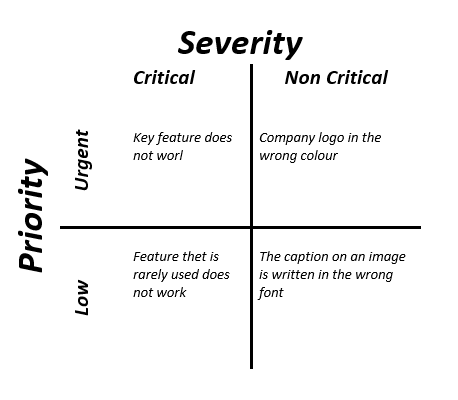 Severity
Critical
Non Critical
Priority
Urgent
Key feature does
not worl
Company logo in the
wrong colour
Low
Feature thet is
rarely used does
not work
The caption on an image
is written in the wrong
font